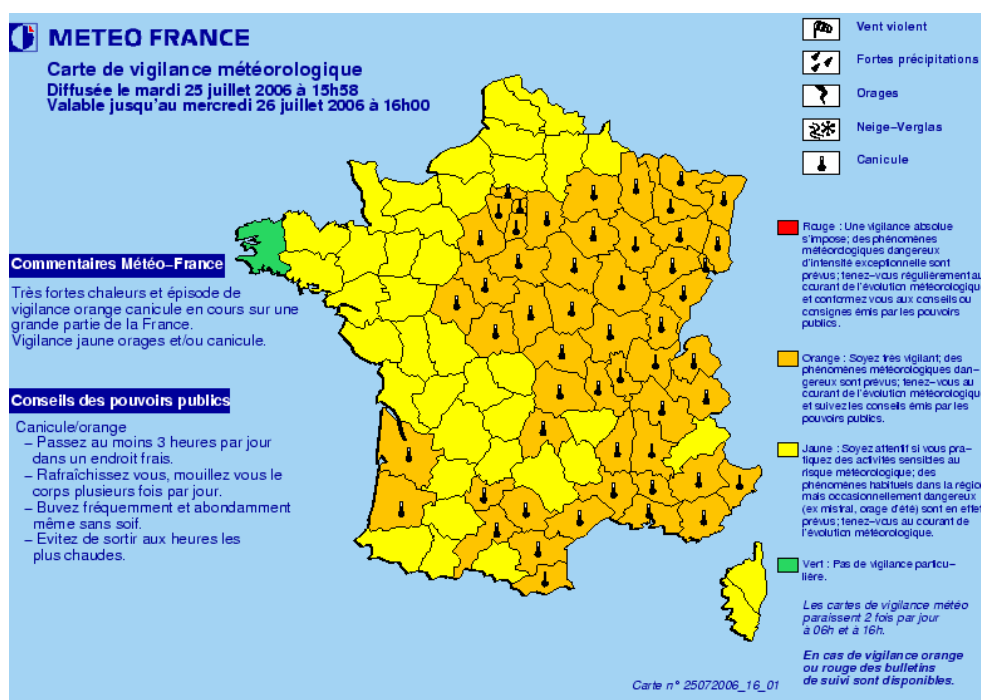 METEO FRANCE
Carte de vigilance météorologique
Diffusée le mardi 25 juillet 2006 à 15h58
Valable jusqu'au mercredi 26 juillet 2006 à 16h00
Commentaires Météo–France
Très fortes chaleurs et épisode de
vigilance orange canicule en cours sur une
grande partie de la France.
Vigilance jaune orages et/ou canicule.
Conseils des pouvoirs publics
Canicule/orange
– Passez au moins 3 heures par jour
dans un endroit frais.
– Rafraîchissez vous, mouillez vous le
corps plusieurs fois par jour.
– Buvez fréquemment et abondamment
même sans soif.
– Evitez de sortir aux heures les
plus chaudes.
Vent violent
Fortes précipitations
Orages
Neige–Verglas
Canicule
Rouge : Une vigilance absolue
s'impose; des phénomènes
météorologiques dangereux
d'intensité exceptionnelle sont
prévus; tenez–vous régulièrement au
courant de l'évolution météorologique
et conformez vous aux conseils ou
consignes émis par les pouvoirs
publics.
Orange : Soyez très vigilant; des
phénomènes météorologiques dan–
gereux sont prévus; tenez–vous au
courant de l'évolution météorologique
et suivez les conseils émis par les
pouvoirs publics.
Jaune : Soyez attentif si vous pra–
tiquez des activités sensibles au
risque météorologique; des
phénomènes habituels dans la région
mais occasionnellement dangereux
(ex mistral, orage d'été) sont en effet
prévus; tenez–vous au courant de
l'évolution météorologique.
Vert : Pas de vigilance particu–
lière.
Les cartes de vigilance météo
paraissent 2 fois par jour
à 06h et à 16h.
En cas de vigilance orange
ou rouge des bulletins
de suivi sont disponibles.
Carte n° 25072006_16_01